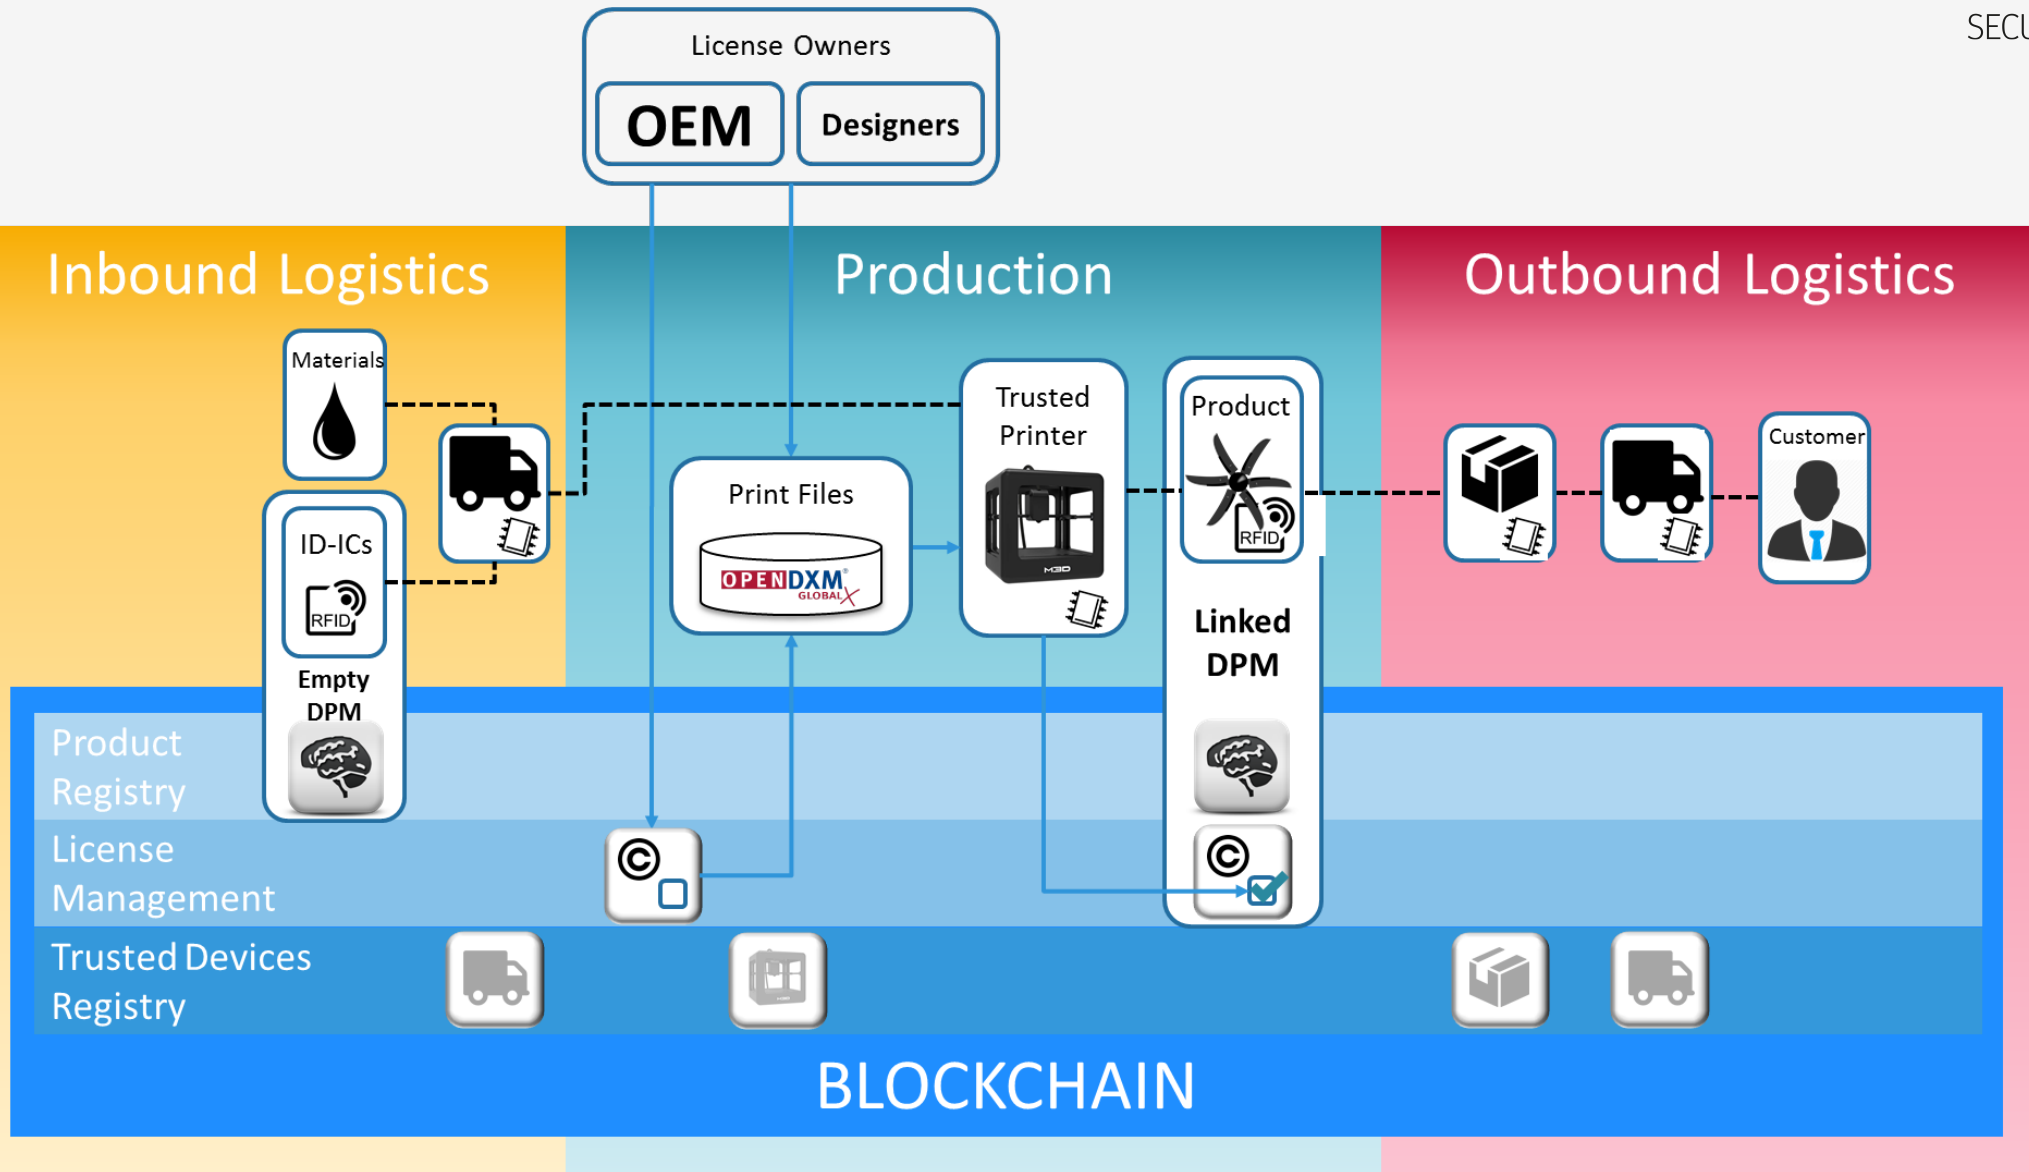 SECU
License Owners
OEM
Designers
Inbound Logistics
Production
Outbound Logistics
Materials
Trusted
Printer
Product
Customer
Print Files
ID-ICs
RFID
OPENDXM®
GLOBAL X
M3D
RFID
Linked
DPM
Empty
DPM
Product
Registry
License
Management
©
©
Trusted Devices
Registry
BLOCKCHAIN